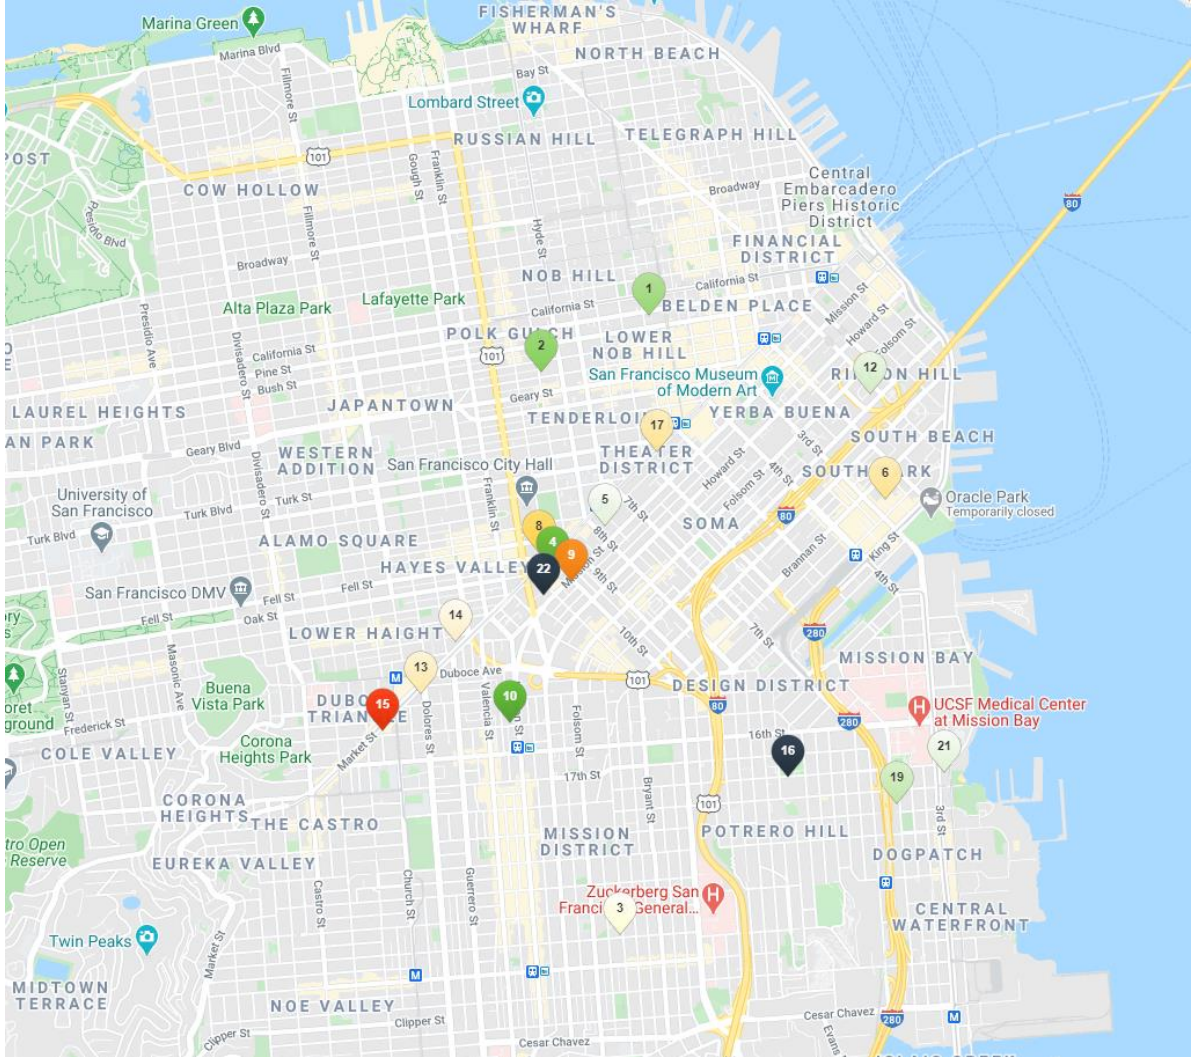 FISHERMAN'S
WHARF
Marina Green
Marina Blvd
NORTH BEACH
Bay St
Fillmore St
Lombard Street
Franklin St
Gough St
RUSSIAN HILL
TELEGRAPH HILL
101
POST
COW HOLLOW
Central
Embarcadero
Piers Historic
District
Broadway
80
Presidio Blvd
Fillmore St
Hyde St
FINANCIAL
DISTRICT
Broadway
NOB HILL
California St
Mission St
Alta Plaza Park
Lafayette Park
1
BELDEN PLACE
Howard St
Folsom St
California St
Presidio Ave
Divisadero St
POLK GULCH
2
LOWER
NOB HILL
101
California St
Pine St
Bush St
San Francisco Museum
of Modern Art
12
Geary St
JAPANTOWN
LAUREL HEIGHTS
TENDERLOI
17
YERBA BUENA
AN PARK
Geary Blvd
WESTERN
ADDITION
THEATER
DISTRICT
3rd St
SOUTH BEACH
Divisadero St
San Francisco City Hall
Howard St
Folsom St
4th St
6
University of
San Francisco
Turk St
Franklin St
5
7th St
Oracle Park
Temporarily closed
Turk Blvd
Turk Blvd
SOMA
80
8
8th St
ALAMO SQUARE
4
9
Mission St
Brannan St
King St
HAYES VALLEY
22
9th St
4th St
San Francisco DMV
Fell St
Fell St
Oak St
14
LOWER HAIGHT
10th St
7th St
280
Stanyan St
Masonic Ave
13
MISSION BAY
M
Duboce Ave
101
DESIGN DISTRICT
Buena
Vista Park
15
Dolores St
Valencia St
10
Folsom St
80
280
UCSF Medical Center
at Mission Bay
Frederick St
16th St
COLE VALLEY
Corona
Heights Park
Market St
16
21
17th St
Bryant St
19
CORONA
HEIGHTS
101
3rd St
THE CASTRO
MISSION
DISTRICT
POTRERO HILL
EUREKA VALLEY
DOGPATCH
Castro St
Church St
Guerrero St
Zuckerberg San
3
CENTRAL
WATERFRONT
Twin Peaks
Market St
MIDTOWN
TERRACE
M
NOE VALLEY
Clipper St
Clipper St
Cesar Chavez
Cesar Chavez
280
M
Evans